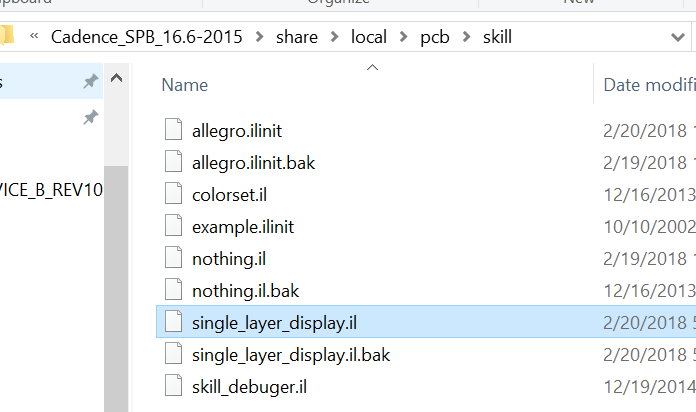 Organize
New
« Cadence_SPB_16.6-2015 > share > local > pcb > skill
Name
Date modifi
allegro.ilinit 2/20/2018 1
allegro.ilinit.bak 2/19/2018 1
VICE_B_REV10
colorset.il 12/16/2013
example.ilinit 10/10/2002
nothing.il 2/19/2018 1
nothing.il.bak 12/16/2013
single_layer_display.il 2/20/2018 5
single_layer_display.il.bak 2/20/2018 5
skill_debuger.il 12/19/2014